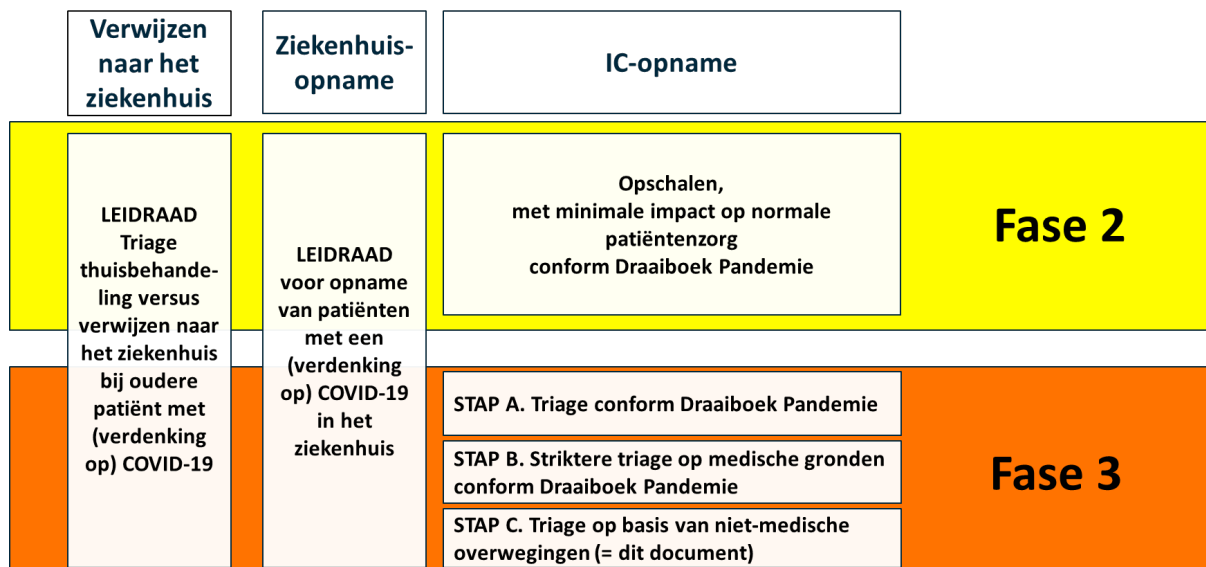 Verwijzen
naar het
ziekenhuis
Ziekenhuis-
opname
IC-opname
LEIDRAAD
Triage
thuisbehande-
ling versus
verwijzen naar
het ziekenhuis
bij oudere
patiënt met
(verdenking
op) COVID-19
LEIDRAAD
voor opname
van patiënten
met een
(verdenking
op) COVID-19
in het
ziekenhuis
Opschalen,
met minimale impact op normale
patiëntenzorg
conform Draaiboek Pandemie
Fase 2
STAP A. Triage conform Draaiboek Pandemie
STAP B. Striktere triage op medische gronden
conform Draaiboek Pandemie
STAP C. Triage op basis van niet-medische
overwegingen (= dit document)
Fase 3